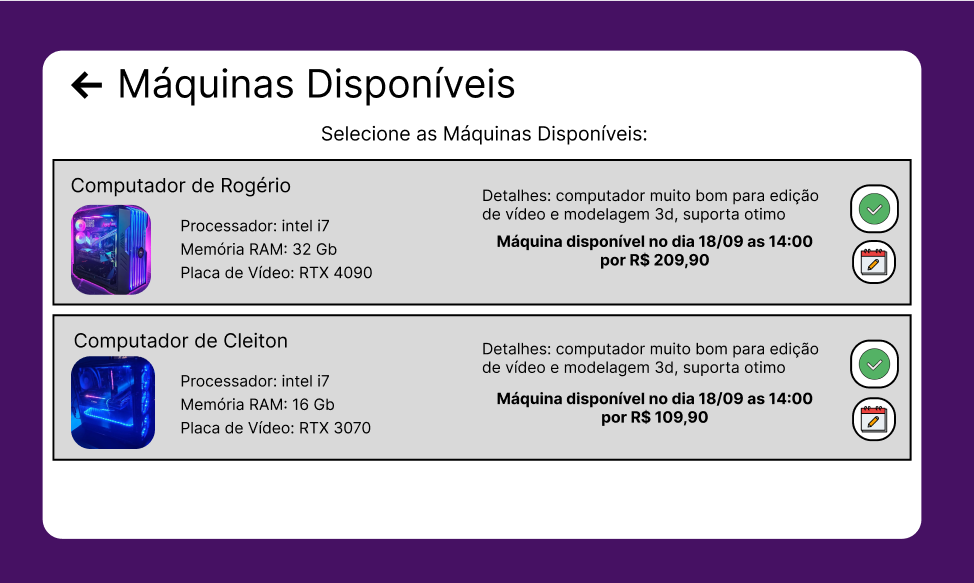 Máquinas Disponíveis
Selecione as Máquinas Disponíveis:
Computador de Rogério
Processador: intel i7
Memória RAM: 32 Gb
Placa de Vídeo: RTX 4090
Detalhes: computador muito bom para edição
de vídeo e modelagem 3d, suporta otimo
Máquina disponível no dia 18/09 as 14:00
por R$ 209,90
Computador de Cleiton
Processador: intel i7
Memória RAM: 16 Gb
Placa de Vídeo: RTX 3070
Detalhes: computador muito bom para edição
de vídeo e modelagem 3d, suporta otimo
Máquina disponível no dia 18/09 as 14:00
por R$ 109,90